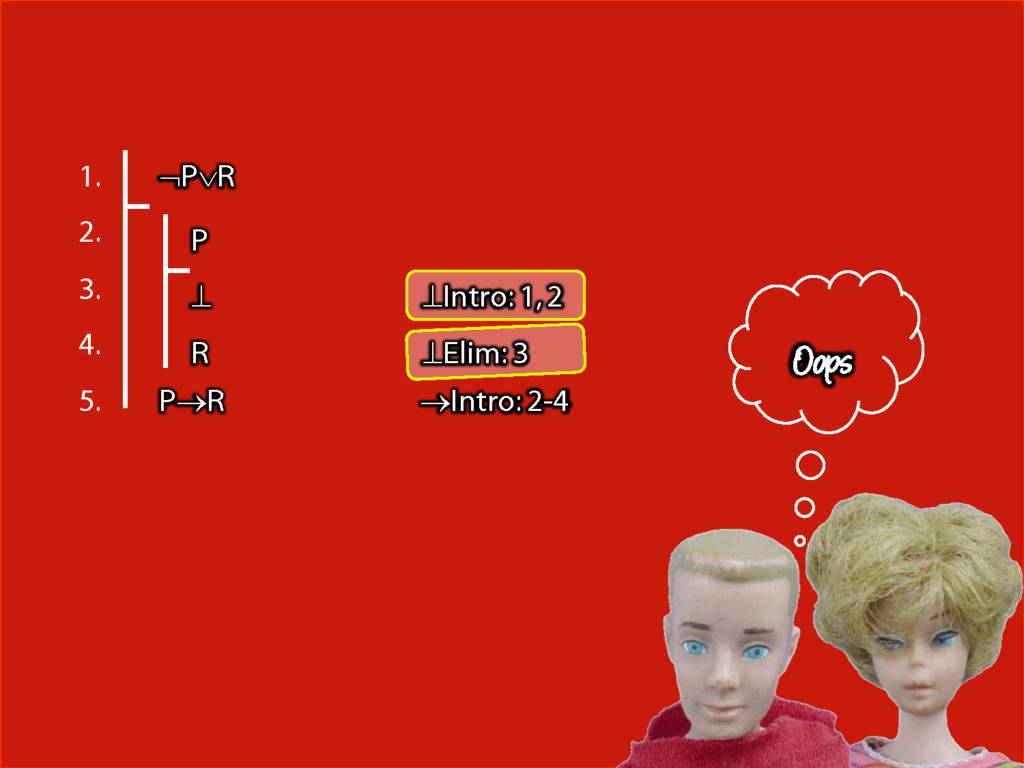 1. ¬P∨R
2. P
3. ⊥ ⊥Intro: 1, 2
4. R ⊥Elim: 3
5. P→R →Intro: 2-4
Oops